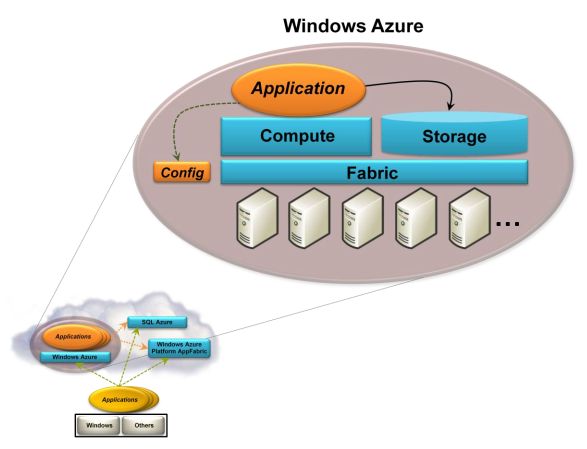 Windows Azure
Application
Compute
Storage
Config
Fabric
...
SQL Azure
Applications
Windows Azure
Platform AppFabric
Windows Azure
Applications
Windows
Others